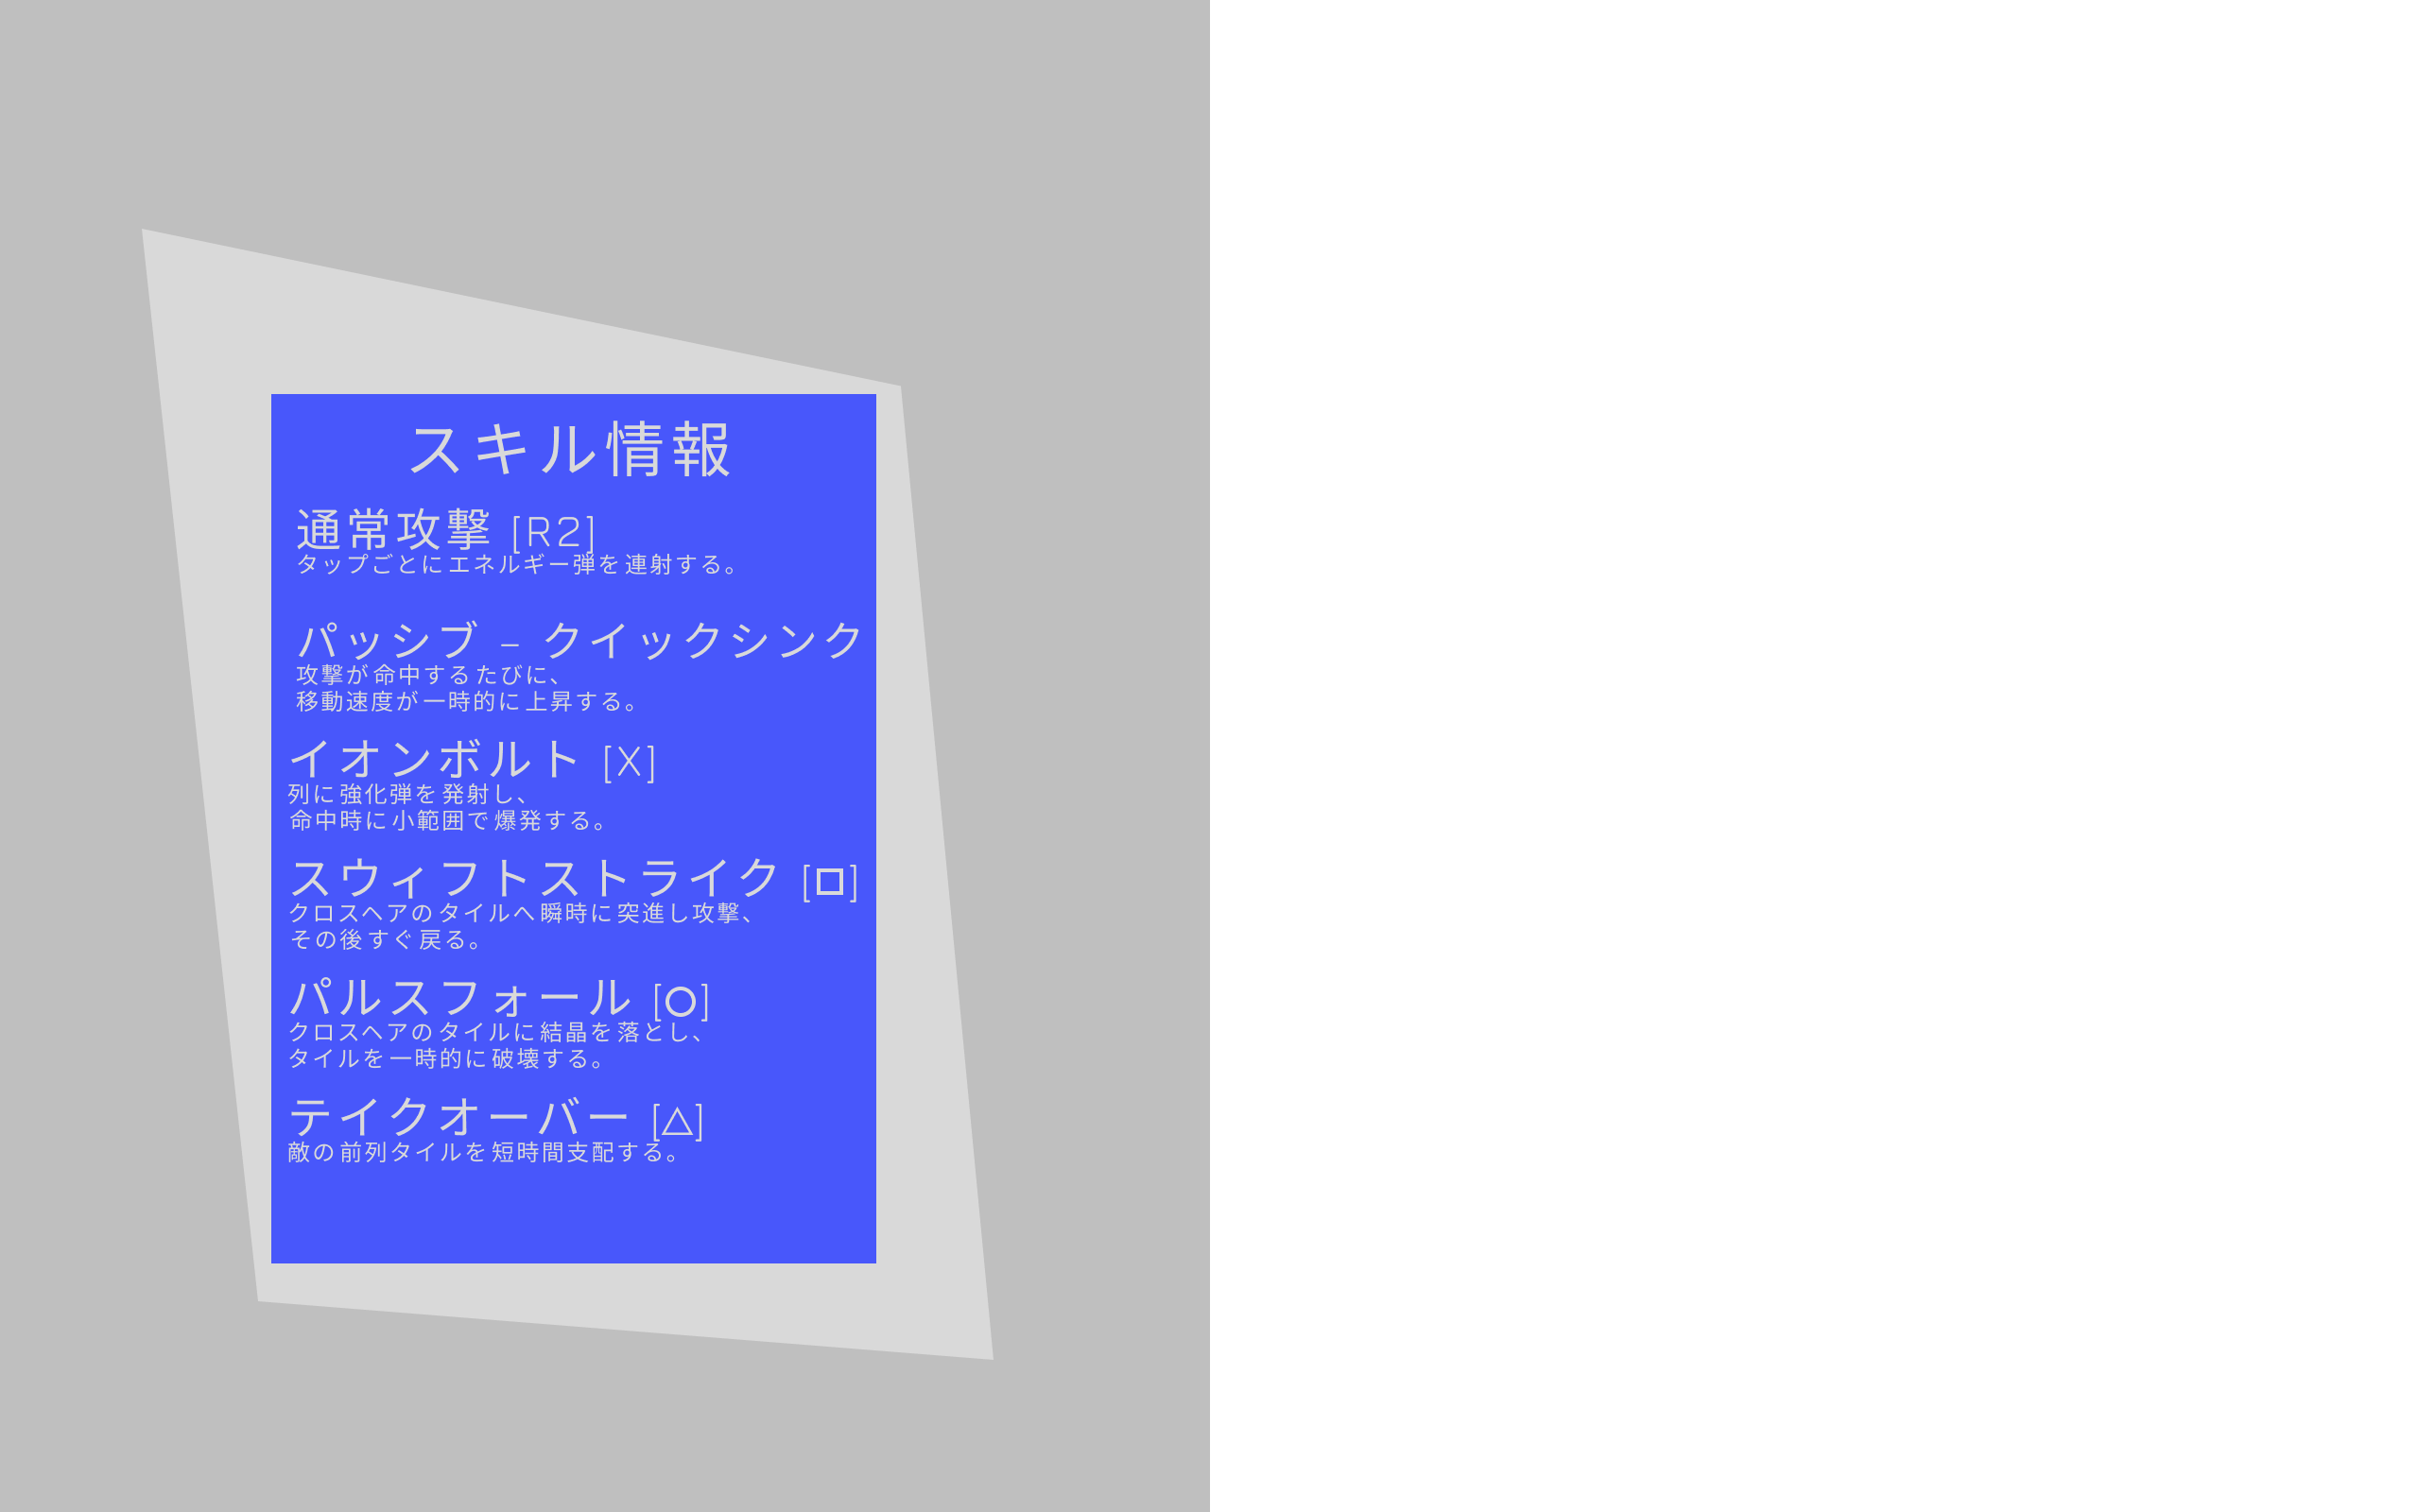 スキル情報
通常攻撃 [R2]
タップごとにエネルギー弾を連射する。
パッシブ – クイックシンク
攻撃が命中するたびに、
移動速度が一時的に上昇する。
イオンボルト [X]
列に強化弾を発射し、
命中時に小範囲で爆発する。
スウィフトストライク [ロ]
クロスヘアのタイルへ瞬時に突進し攻撃、
その後すぐ戻る。
パルスフォール [○]
クロスヘアのタイルに結晶を落とし、
タイルを一時的に破壊する。
テイクオーバー [△]
敵の前列タイルを短時間支配する。